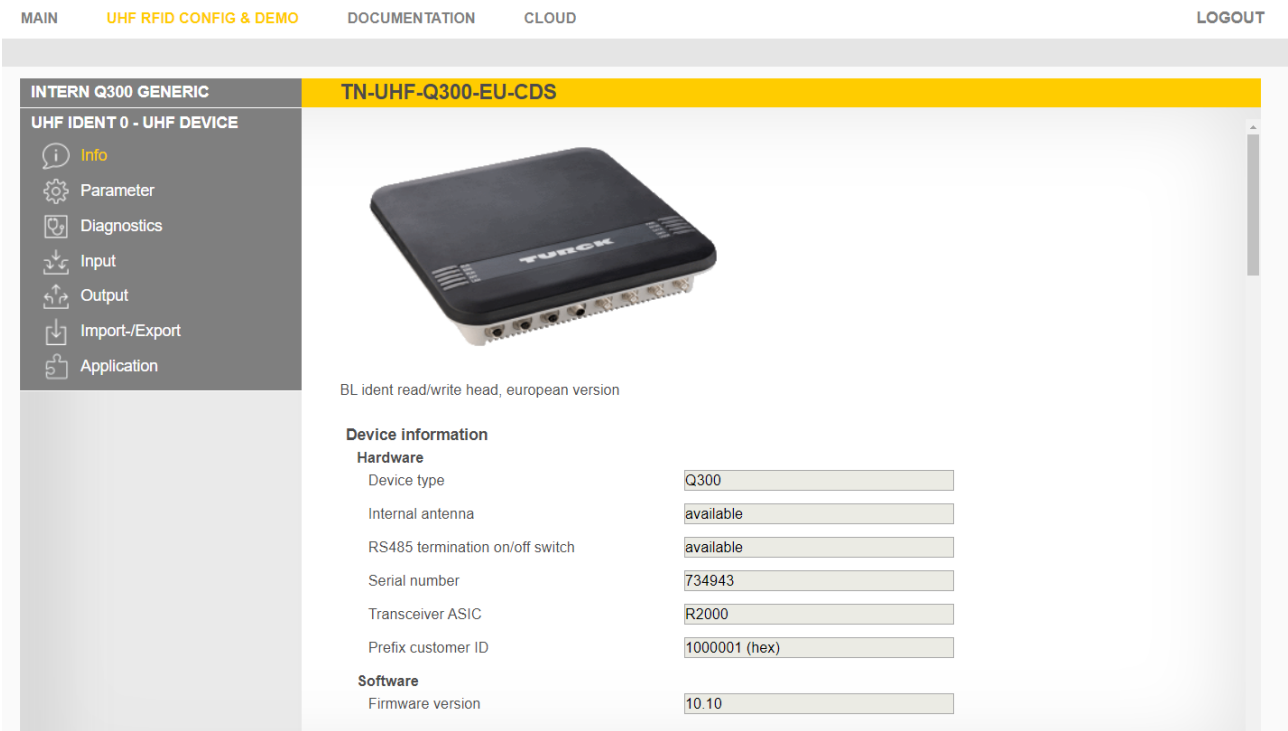 MAIN UHF RFID CONFIG & DEMO DOCUMENTATION CLOUD LOGOUT
INTERN Q300 GENERIC
TN-UHF-Q300-EU-CDS
UHF IDENT 0 - UHF DEVICE
Info
Parameter
Diagnostics
Input
Output
Import-/Export
Application
TURCK
BL ident read/write head, european version
Device information
Hardware
Device type Q300
Internal antenna available
RS485 termination on/off switch available
Serial number 734943
Transceiver ASIC R2000
Prefix customer ID 1000001 (hex)
Software
Firmware version 10.10